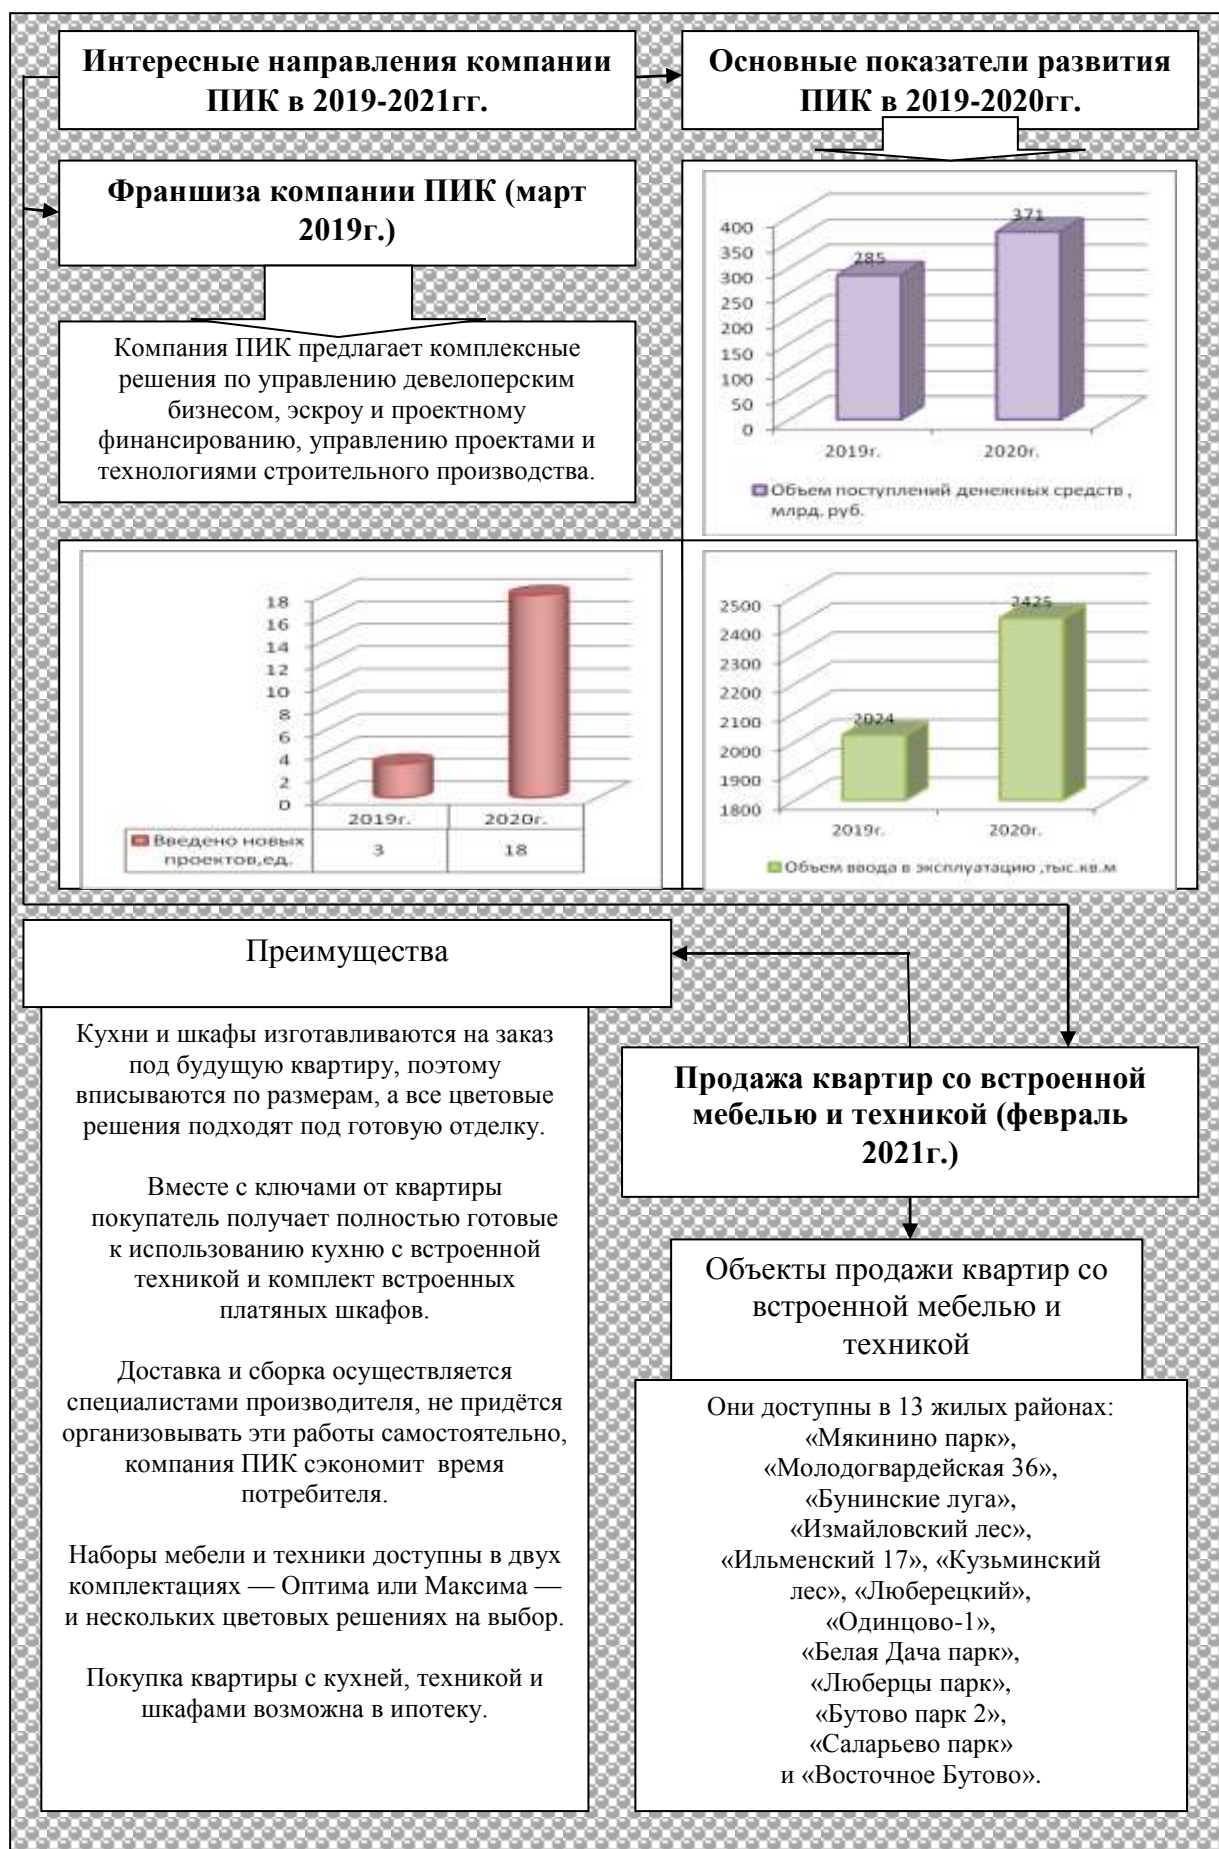 Интересные направления компании
ПИК в 2019-2021гг.
Основные показатели развития
ПИК в 2019-2020гг.
Франшиза компании ПИК (март
2019г.)
Компания ПИК предлагает комплексные
решения по управлению девелоперским
бизнесом, эскроу и проектному
финансированию, управлению проектами и
технологиями строительного производства.
400
350
300
250
200
150
100
50
0
285
371
2019г.
2020г.
Объем поступлений денежных средств ,
млрд. руб.
18
16
14
12
10
8
6
4
2
0
2019г.
2020г.
Введено новых
проектов,ед.
3
18
2500
2400
2300
2200
2100
2000
1900
1800
2024
2425
2019г.
2020г.
Объем ввода в эксплуатацию ,тыс.кв.м
Преимущества
Кухни и шкафы изготавливаются на заказ
под будущую квартиру, поэтому
вписываются по размерам, а все цветовые
решения подходят под готовую отделку.
Вместе с ключами от квартиры
покупатель получает полностью готовые
к использованию кухню с встроенной
техникой и комплект встроенных
платяных шкафов.
Доставка и сборка осуществляется
специалистами производителя, не придётся
организовывать эти работы самостоятельно,
компания ПИК сэкономит время
потребителя.
Наборы мебели и техники доступны в двух
комплектациях — Оптима или Максима —
и нескольких цветовых решениях на выбор.
Покупка квартиры с кухней, техникой и
шкафами возможна в ипотеку.
Продажа квартир со встроенной
мебелью и техникой (февраль
2021г.)
Объекты продажи квартир со
встроенной мебелью и
техникой
Они доступны в 13 жилых районах:
«Мякинино парк»,
«Молодогвардейская 36»,
«Бунинские луга»,
«Измайловский лес»,
«Ильменский 17», «Кузьминский
лес», «Люберецкий»,
«Одинцово-1»,
«Белая Дача парк»,
«Люберцы парк»,
«Бутово парк 2»,
«Саларьево парк»
и «Восточное Бутово».